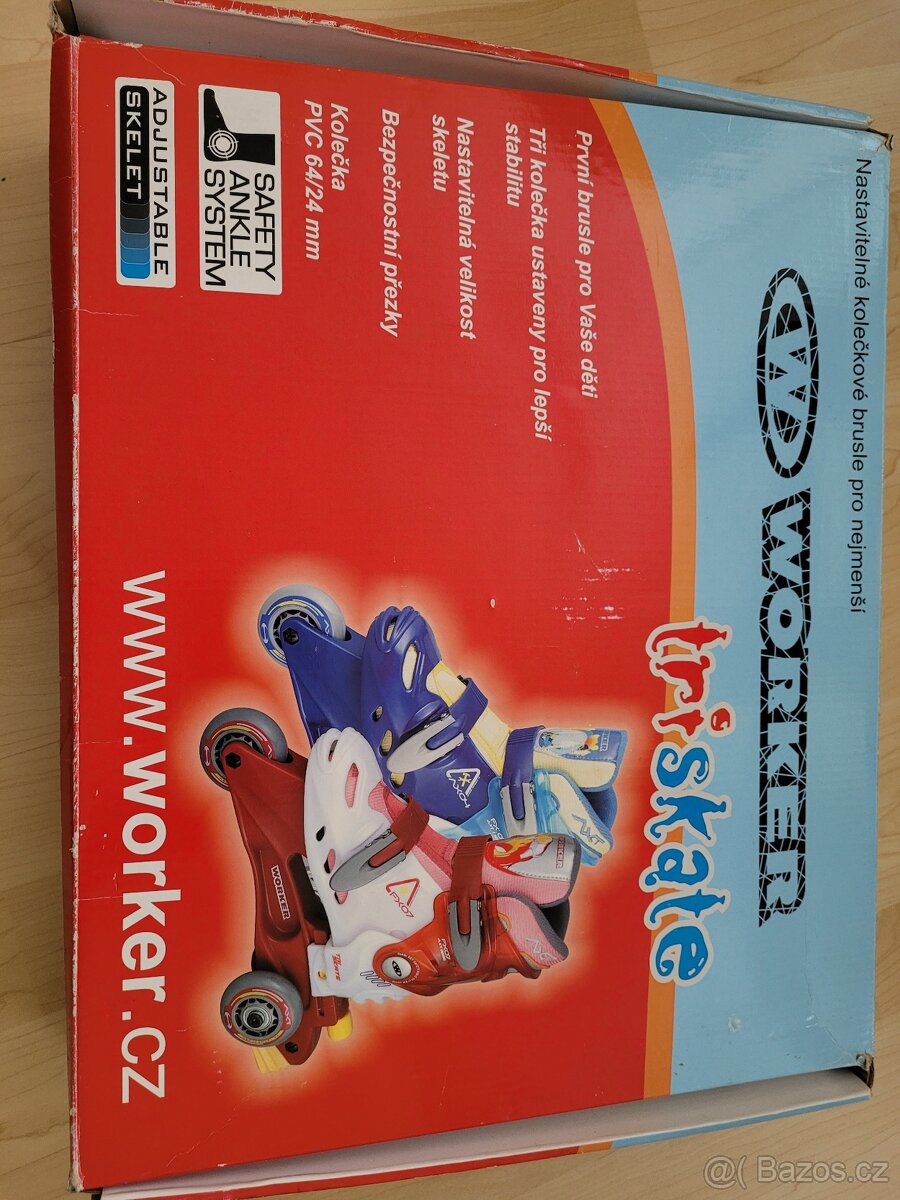 Nastavitelné kolečkové brusle pro nejmenší
WORKER
triskate
První brusle pro Vaše děti
Tři kolečka ustaveny pro lepší
stabilitu
Nastavitelná velikost
skeletu
Bezpečnostní přezky
Kolečka
PVC 64/24 mm
SAFETY
ANKLE
SYSTEM
ADJUSTABLE
SKELET
WORKER
FX07
www.worker.cz
@( Bazos.cz